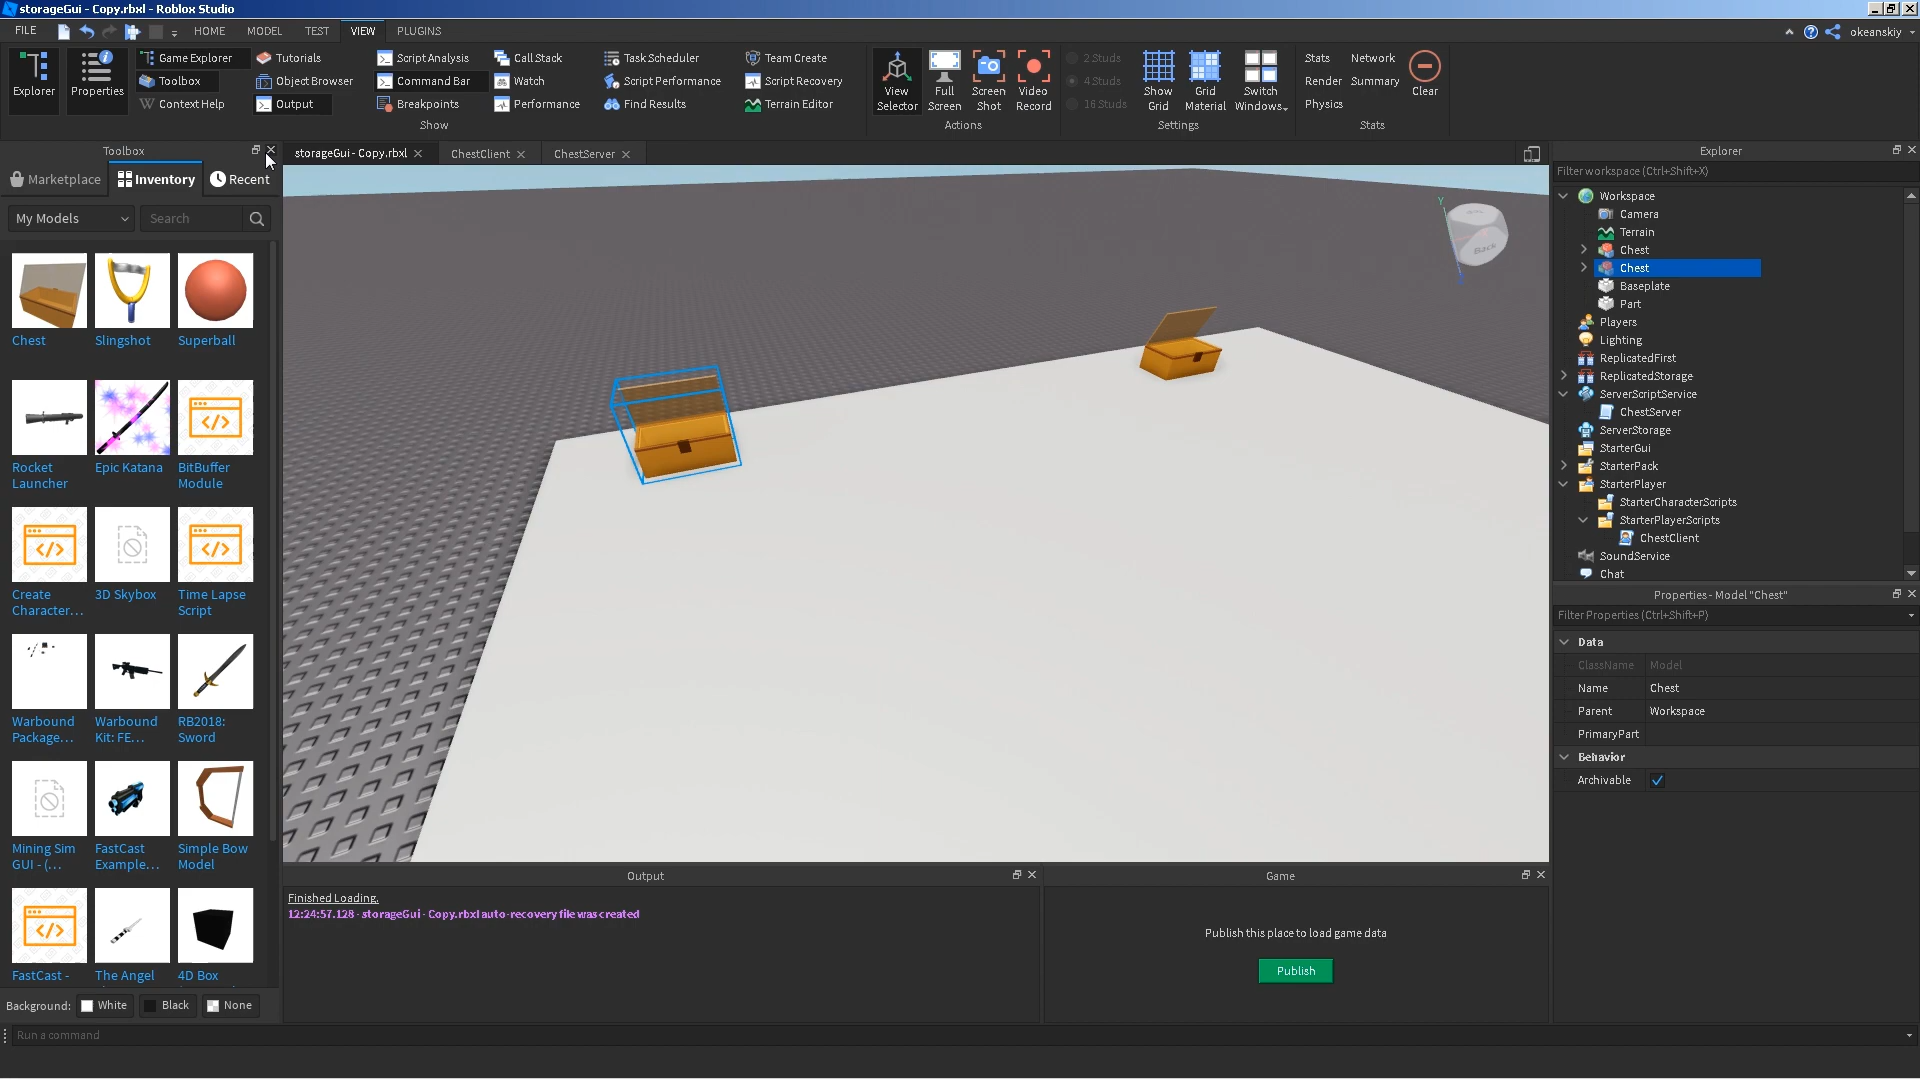 storageGui - Copy.rbxl - Roblox Studio
FILE HOME MODEL TEST VIEW PLUGINS okeanskiy
Explorer
Properties
Game Explorer
Toolbox
Context Help
Tutorials
Object Browser
Output
Script Analysis
Command Bar
Breakpoints
Call Stack
Watch
Performance
Task Scheduler
Script Performance
Find Results
Team Create
Script Recovery
Terrain Editor
Show
View
Selector
Full
Screen
Screen
Shot
Video
Record
Actions
2 Studs
4 Studs
16 Studs
Show
Grid
Grid
Material
Switch
Windows
Settings
Stats
Render
Physics
Network
Summary
Clear
Stats
Toolbox
Marketplace Inventory Recent
My Models Search
Chest Slingshot Superball
Rocket
Launcher
Epic Katana
BitBuffer
Module
Create
Character...
3D Skybox
Time Lapse
Script
Warbound
Package...
Warbound
Kit: FE...
RB2018:
Sword
Mining Sim
GUI - (...
FastCast
Example...
Simple Bow
Model
FastCast -
The Angel
4D Box
Background: White Black None
storageGui - Copy.rbxl ChestClient ChestServer
Y
Back
Output
Finished Loading.
12:24:57.128 - storageGui - Copy.rbxl auto-recovery file was created
Game
Publish this place to load game data
Publish
Explorer
Filter workspace (Ctrl+Shift+X)
Workspace
Camera
Terrain
Chest
Chest
Baseplate
Part
Players
Lighting
ReplicatedFirst
ReplicatedStorage
ServerScriptService
ChestServer
ServerStorage
StarterGui
StarterPack
StarterPlayer
StarterCharacterScripts
StarterPlayerScripts
ChestClient
SoundService
Chat
Properties - Model "Chest"
Filter Properties (Ctrl+Shift+P)
Data
ClassName Model
Name Chest
Parent Workspace
PrimaryPart
Behavior
Archivable
Run a command